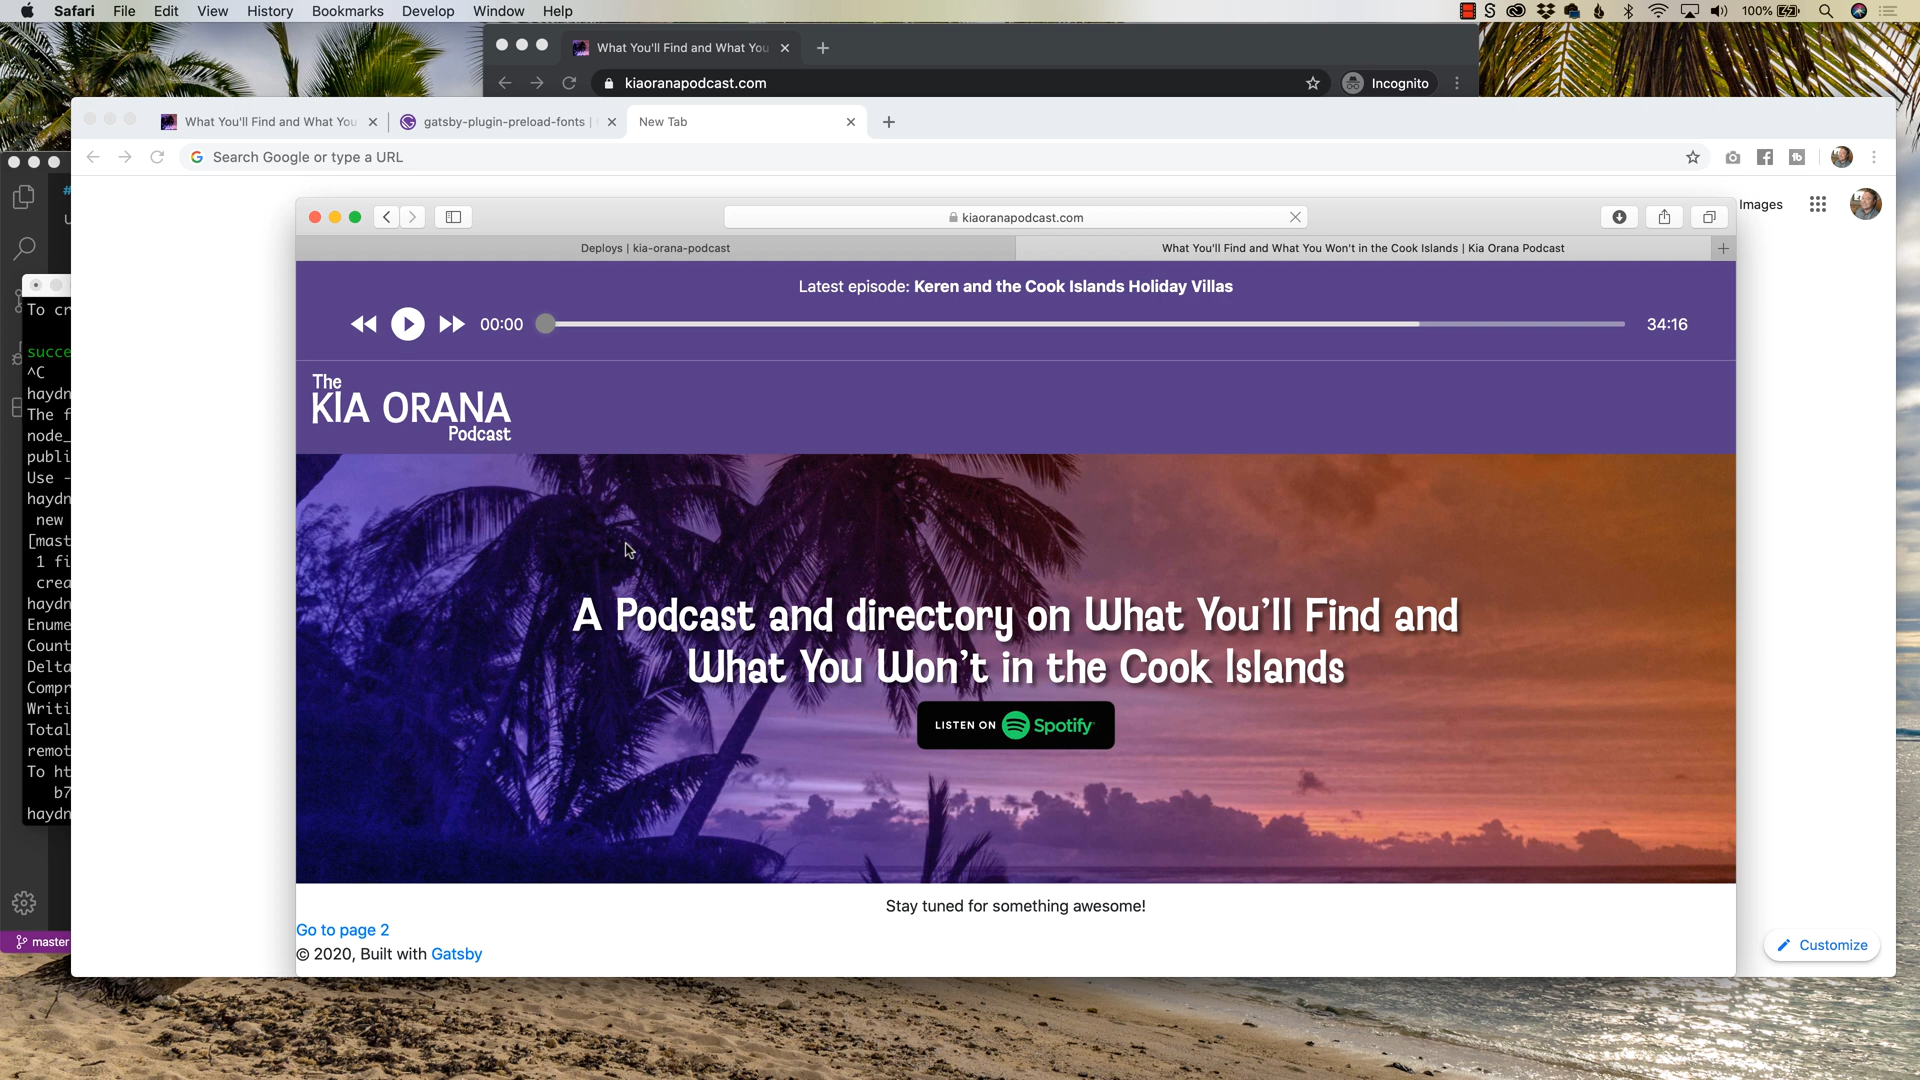 Safari File Edit View History Bookmarks Develop Window Help
100%
What You'll Find and What You
kiaoranapodcast.com
Incognito
What You'll Find and What You
gatsby-plugin-preload-fonts |
New Tab
Search Google or type a URL
Images
kiaoranapodcast.com
Deploys | kia-orana-podcast
What You'll Find and What You Won't in the Cook Islands | Kia Orana Podcast
Latest episode: Keren and the Cook Islands Holiday Villas
00:00
34:16
The
KIA ORANA
Podcast
A Podcast and directory on What You'll Find and
What You Won't in the Cook Islands
LISTEN ON Spotify
Stay tuned for something awesome!
Go to page 2
© 2020, Built with Gatsby
Customize
#
To cr
succe
^C
haydn
The f
node_
publi
Use -
haydn
new
[mast
1 fi
crea
haydn
Enume
Count
Delta
Compr
Writi
Total
remot
To ht
b7
haydn
master